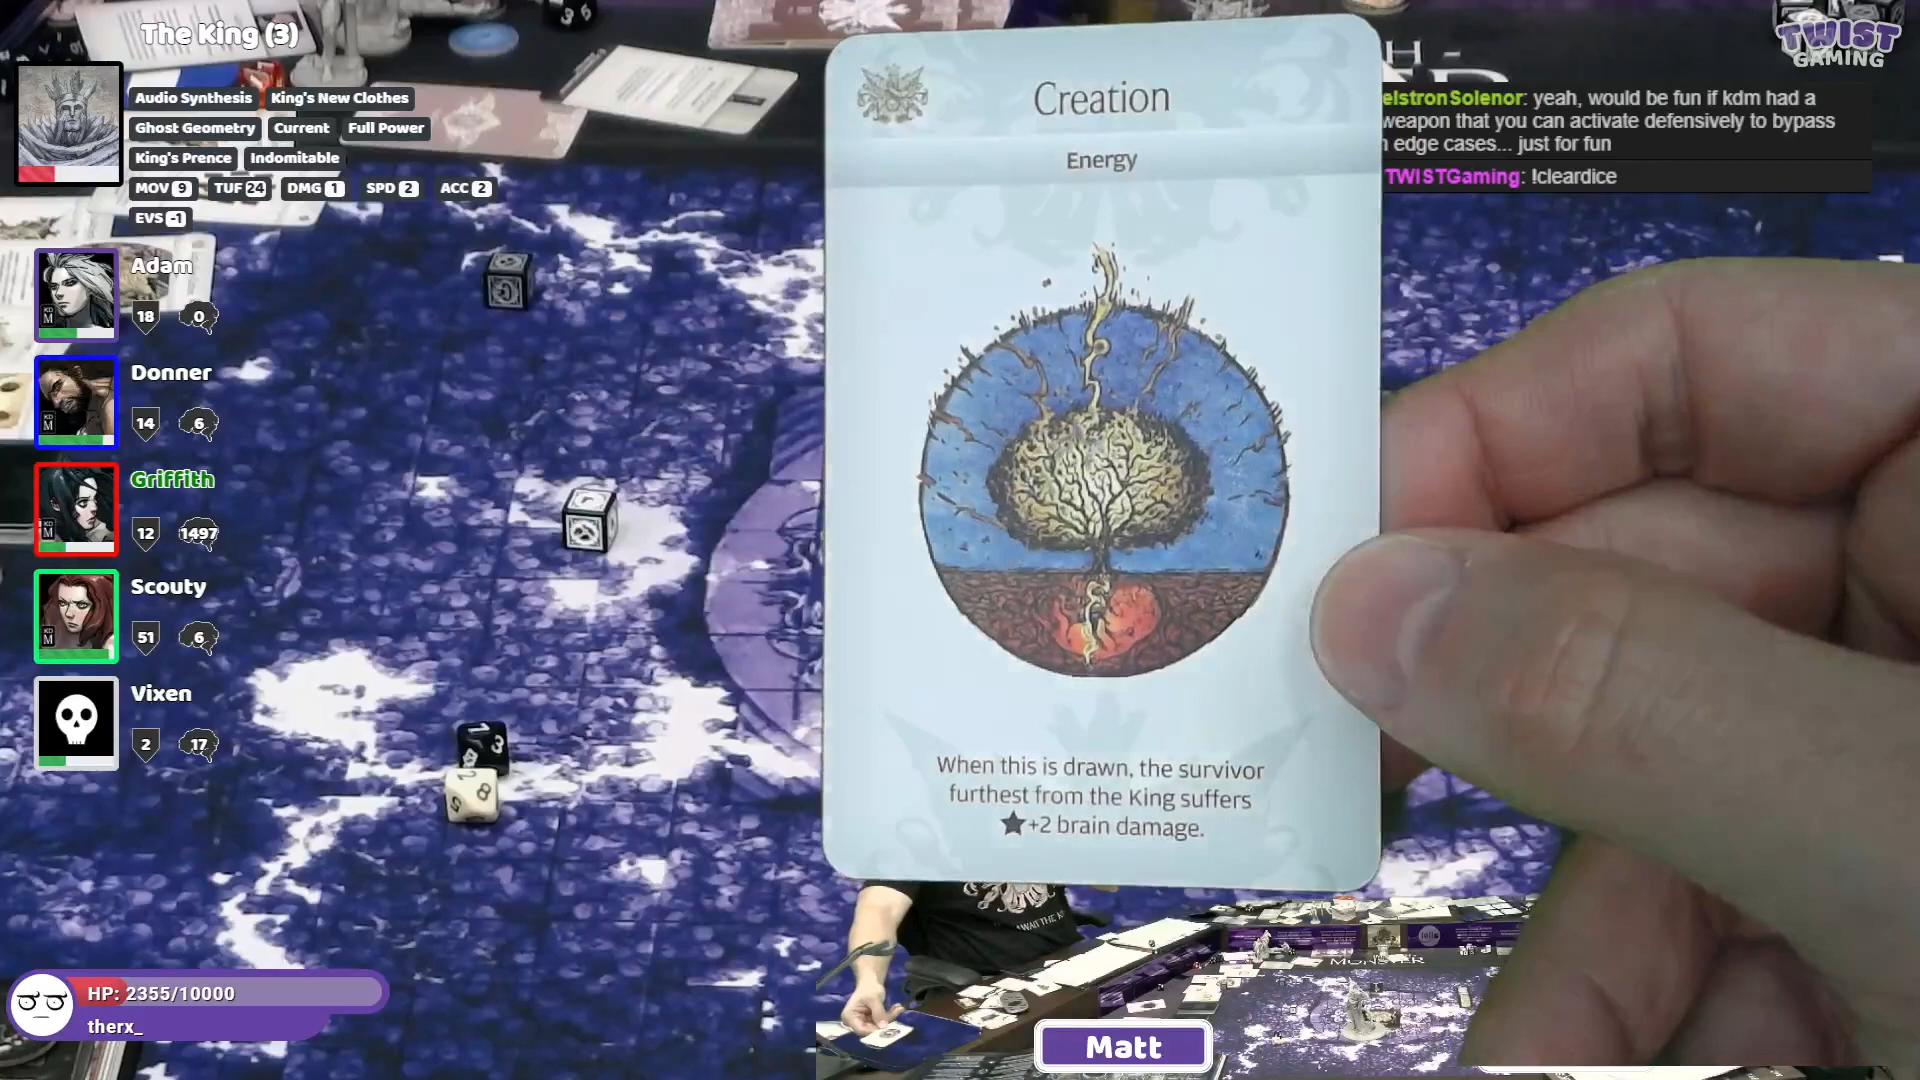 The King (3)
Audio Synthesis King's New Clothes
Ghost Geometry Current Full Power
King's Prence Indomitable
MOV 9 TUF 24 DMG 1 SPD 2 ACC 2
EVS -1
Adam
18 0
Donner
14 6
Griffith
12 1497
Scouty
51 6
Vixen
2 17
HP: 2355/10000
therx_
Creation
Energy
When this is drawn, the survivor
furthest from the King suffers
★+2 brain damage.
TWIST
GAMING
elstronSolenor: yeah, would be fun if kdm had a
weapon that you can activate defensively to bypass
edge cases... just for fun
TWISTGaming: !cleardice
AWAIT THE
MONSTER
Matt